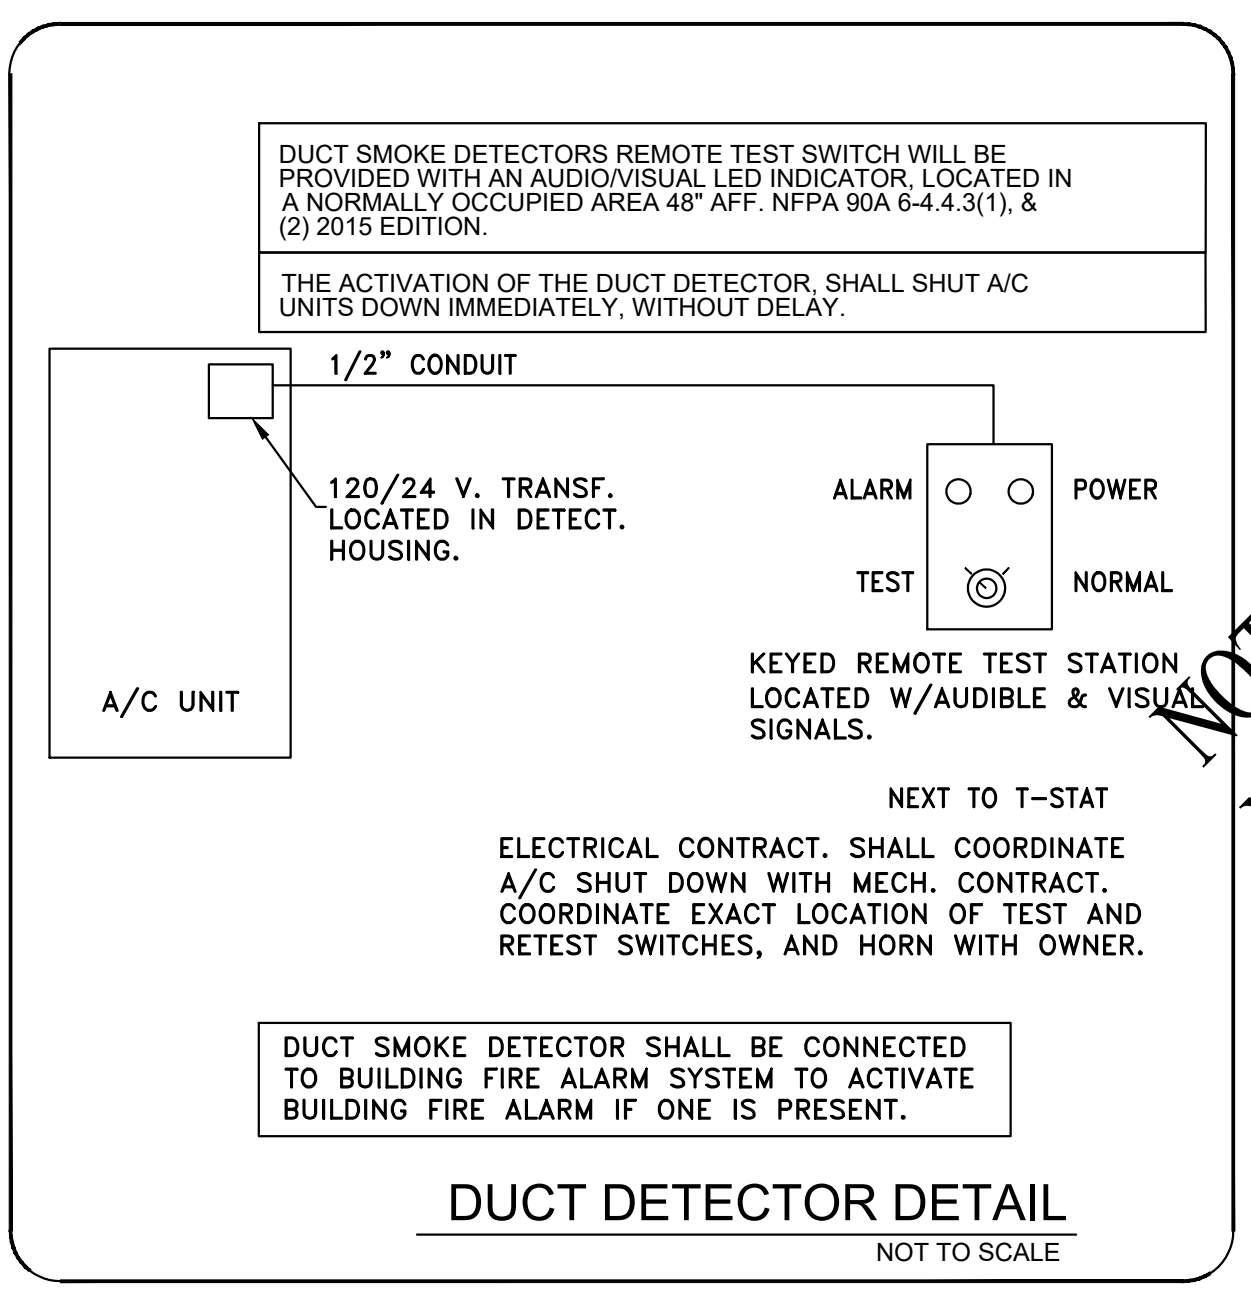 DUCT SMOKE DETECTORS REMOTE TEST SWITCH WILL BE
PROVIDED WITH AN AUDIO/VISUAL LED INDICATOR, LOCATED IN
A NORMALLY OCCUPIED AREA 48" AFF. NFPA 90A 6-4.4.3(1), &
(2) 2015 EDITION.
THE ACTIVATION OF THE DUCT DETECTOR, SHALL SHUT A/C
UNITS DOWN IMMEDIATELY, WITHOUT DELAY.
1/2” CONDUIT
120/24 V. TRANSF.
LOCATED IN DETECT.
HOUSING.
A/C UNIT
ALARM
POWER
TEST
NORMAL
KEYED REMOTE TEST STATION
LOCATED W/AUDIBLE & VISUAL
SIGNALS.
NEXT TO T-STAT
ELECTRICAL CONTRACT. SHALL COORDINATE
A/C SHUT DOWN WITH MECH. CONTRACT.
COORDINATE EXACT LOCATION OF TEST AND
RETEST SWITCHES, AND HORN WITH OWNER.
DUCT SMOKE DETECTOR SHALL BE CONNECTED
TO BUILDING FIRE ALARM SYSTEM TO ACTIVATE
BUILDING FIRE ALARM IF ONE IS PRESENT.
DUCT DETECTOR DETAIL
NOT TO SCALE